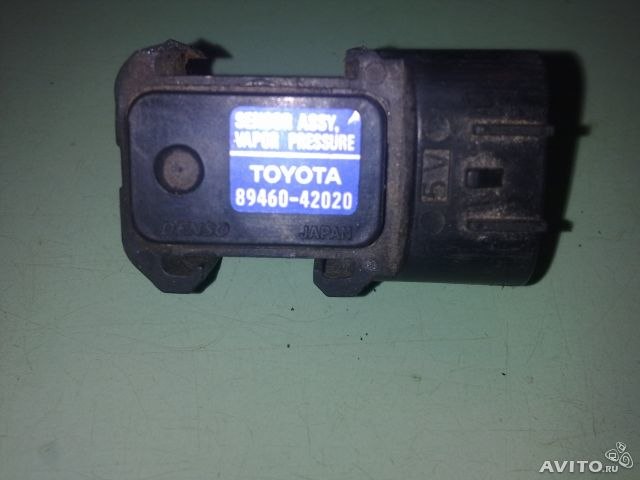 SENSOR ASSY,
VAPOR PRESSURE
TOYOTA
89460-42020
DENSO JAPAN
5V C
AVITO.ru